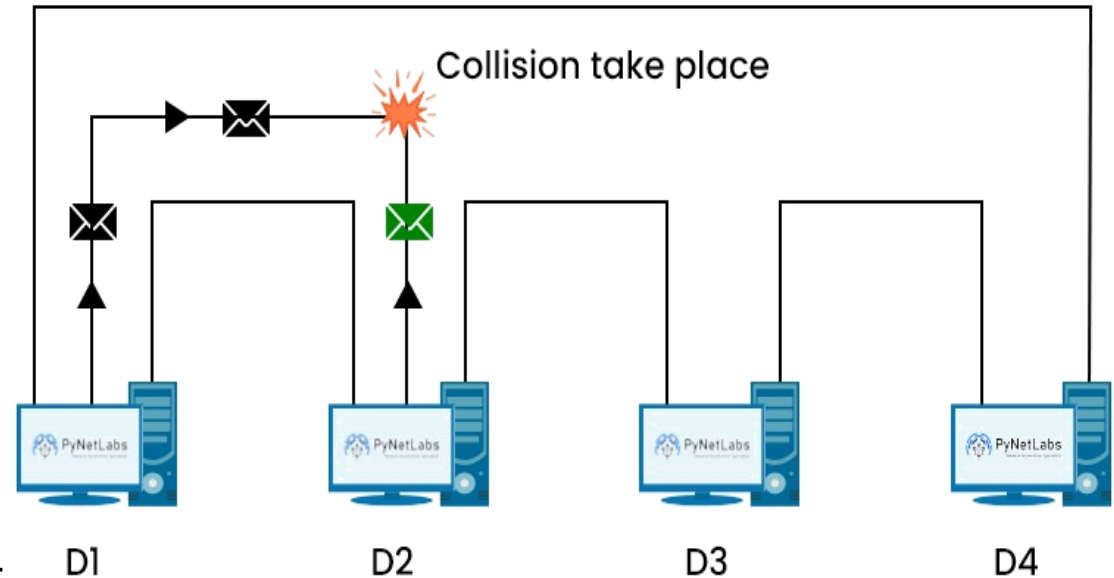 Collision take place
PyNetLabs
PyNetLabs
PyNetLabs
PyNetLabs
. D1 D2 D3 D4